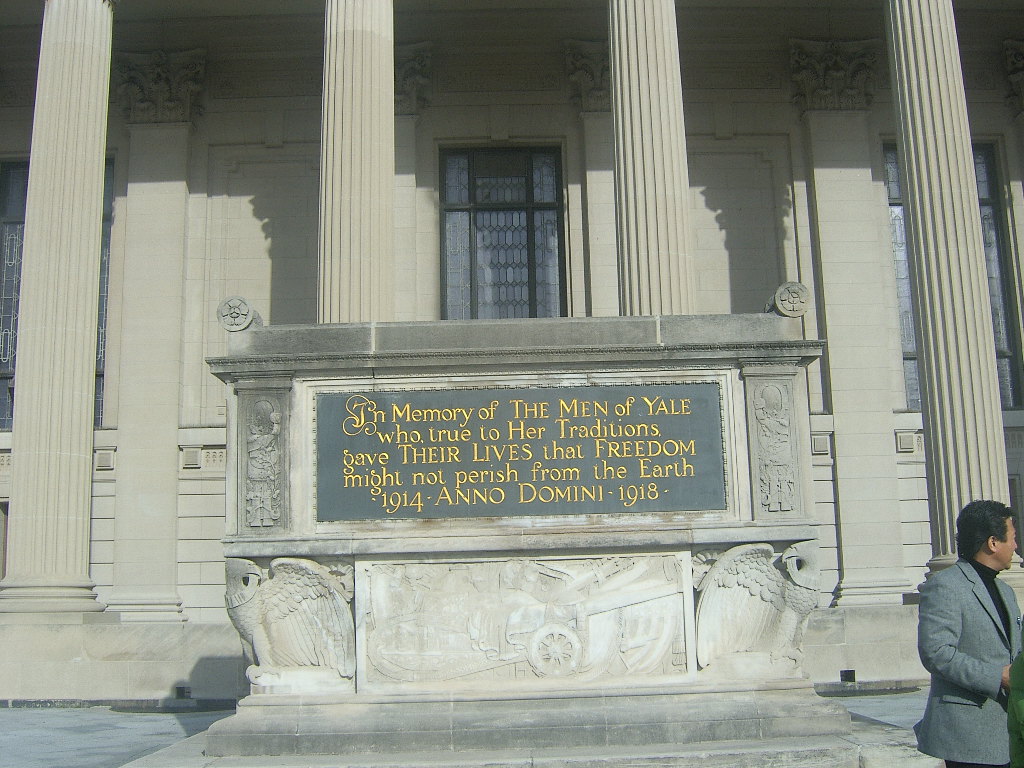 In Memory of THE MEN of YALE
who, true to Her Traditions,
gave THEIR LIVES that FREEDOM
might not perish from the Earth
· 1914 · ANNO DOMINI · 1918 ·